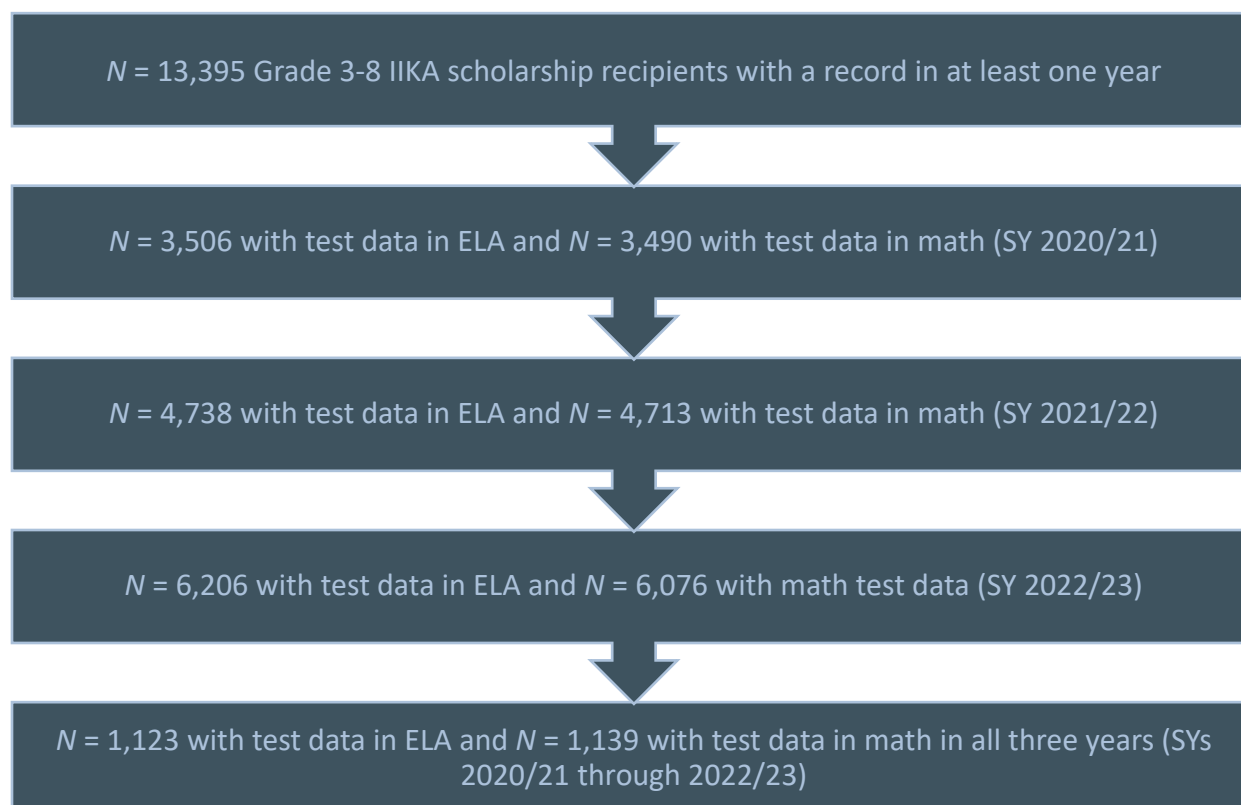 N = 13,395 Grade 3-8 IIKA scholarship recipients with a record in at least one year
N = 3,506 with test data in ELA and N = 3,490 with test data in math (SY 2020/21)
N = 4,738 with test data in ELA and N = 4,713 with test data in math (SY 2021/22)
N = 6,206 with test data in ELA and N = 6,076 with math test data (SY 2022/23)
N = 1,123 with test data in ELA and N = 1,139 with test data in math in all three years (SYs
2020/21 through 2022/23)